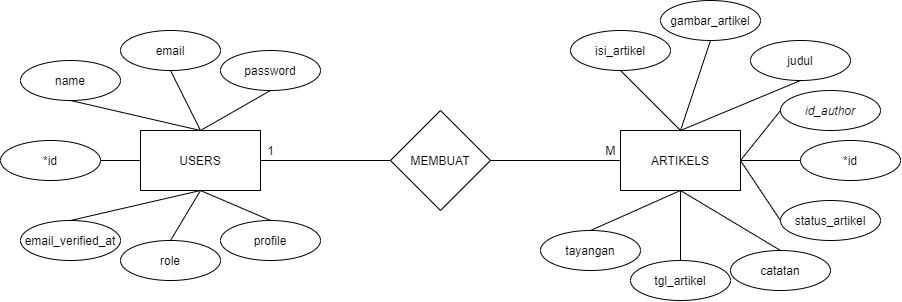 gambar_artikel
email
isi_artikel
judul
password
name
id_author
1
M
*id
USERS
MEMBUAT
ARTIKELS
*id
status_artikel
email_verified_at
profile
tayangan
role
catatan
tgl_artikel